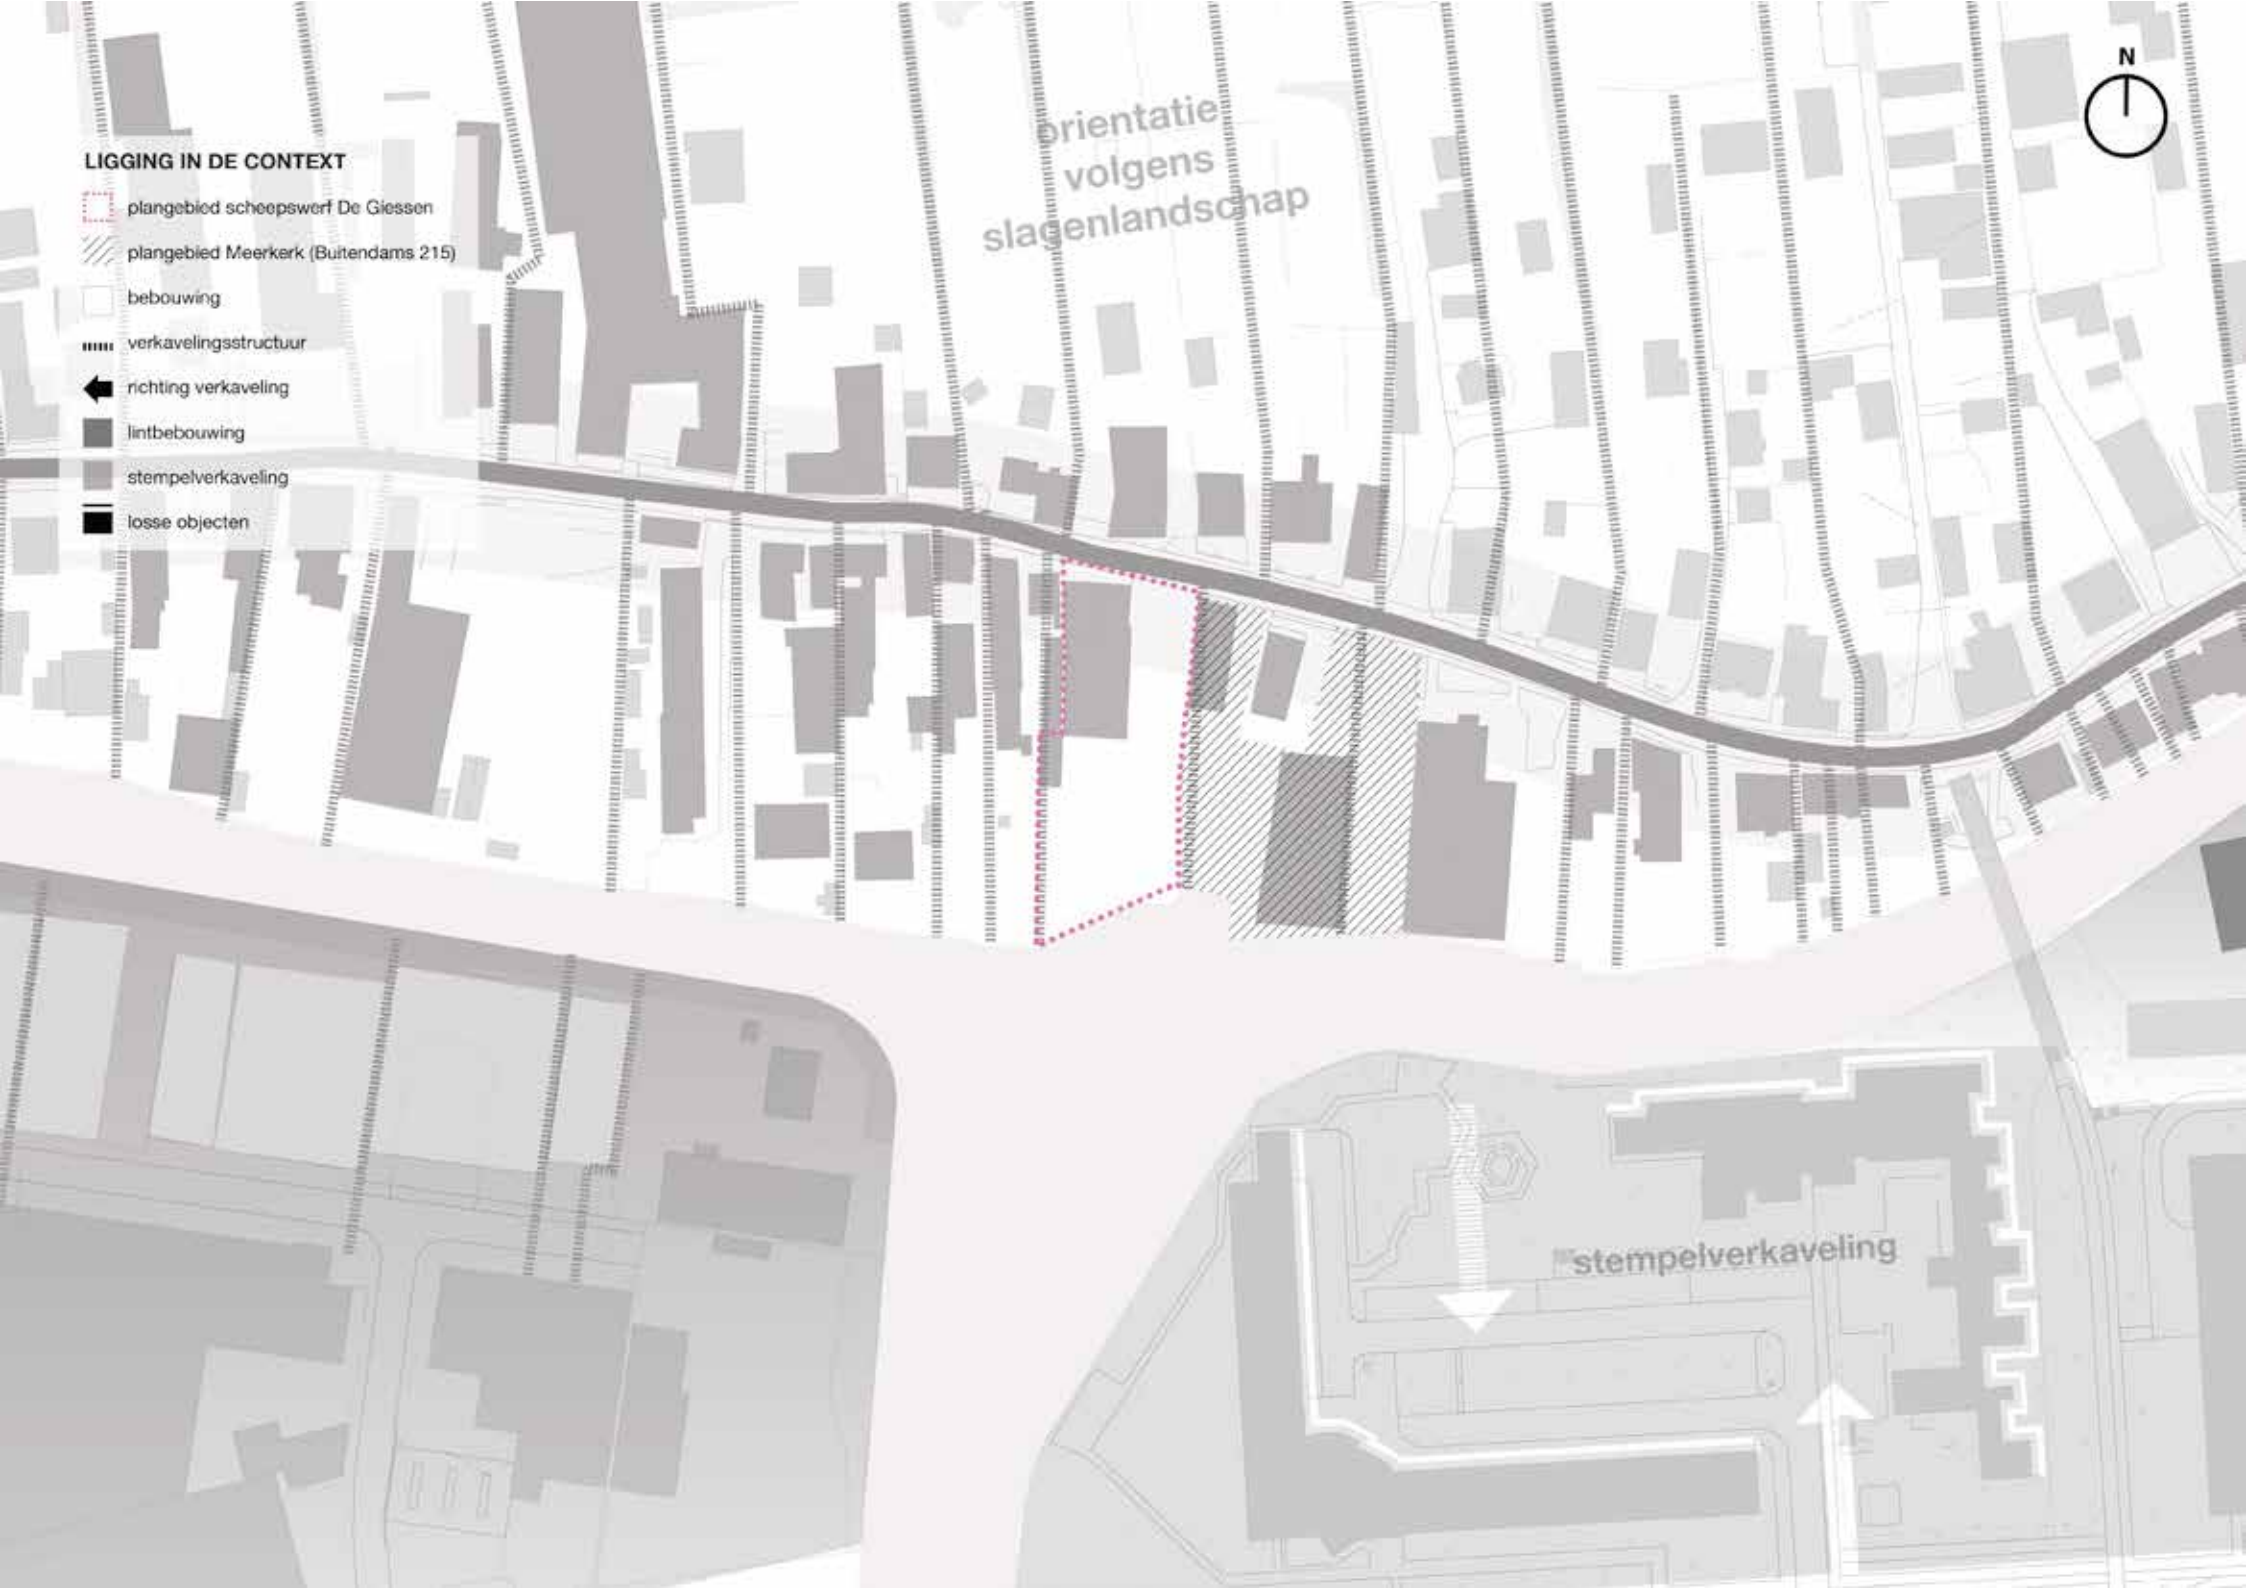 N
orientatie
volgens
slagenlandschap
LIGGING IN DE CONTEXT
plangebied scheepswerf De Giessen
plangebied Meerkerk (Buitendams 215)
bebouwing
verkavelingsstructuur
richting verkaveling
lintbebouwing
stempelverkaveling
losse objecten
stempelverkaveling